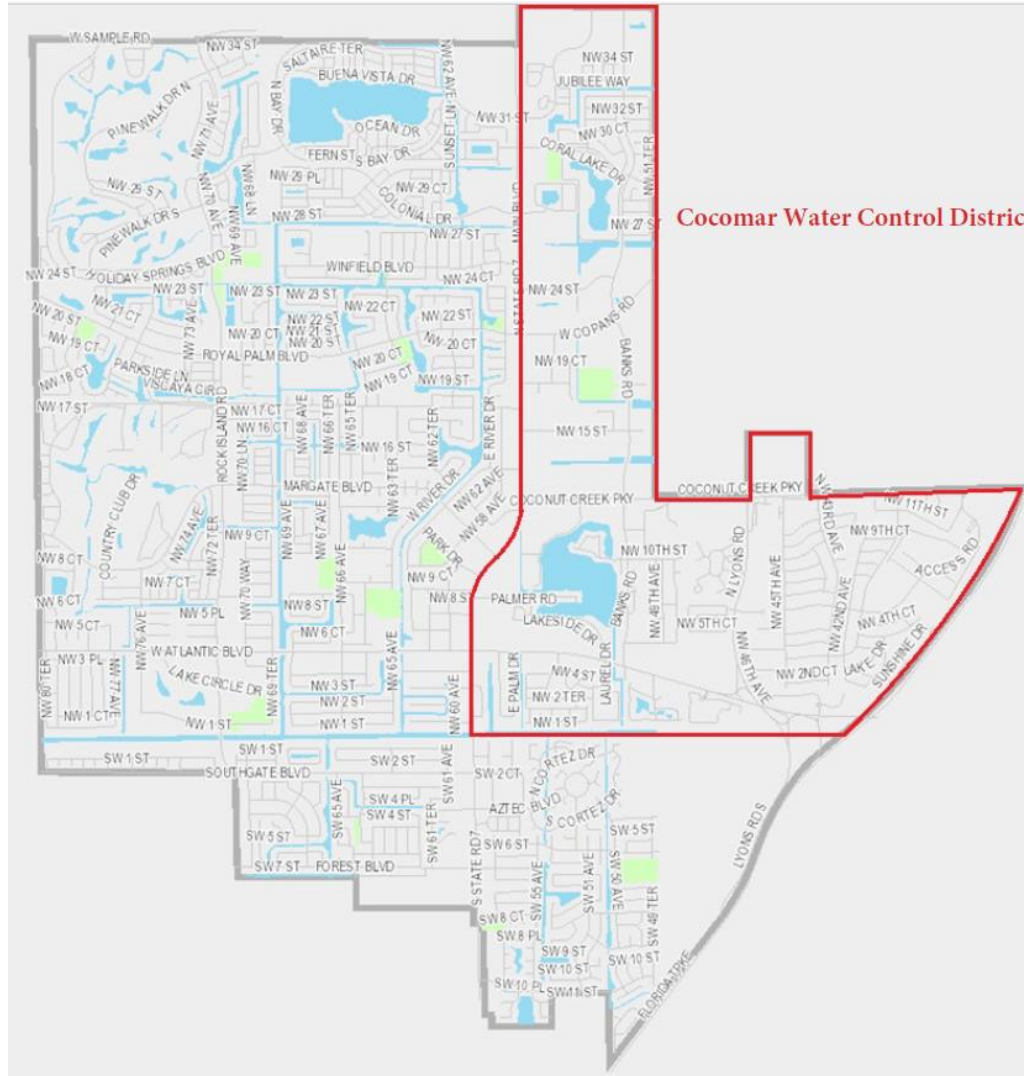 W SAMPLE RD
NW 34 ST
SALTAIRE TER
BUENA VISTA DR
NW 62 AVE
NW 34 ST
JUBILEE WAY
PINEWALK DR N
NW 71 AVE
N BAY DR
OCEAN DR
SUNSET LN
NW 31 ST
NW 32 ST
NW 30 CT
FERN ST
S BAY DR
CORAL LAKE DR
NW 51 TER
NW 29 ST
NW 70 AVE
NW 68 LN
NW 29 PL
NW 29 CT
COLONIAL DR
PINEWALK DR S
NW 69 AVE
NW 28 ST
NW 27 ST
NW 27 ST
Cocomar Water Control Distric
NW 24 ST
HOLIDAY SPRINGS BLVD
WINFIELD BLVD
NW 24 CT
N STATE RD 7
NW 24 ST
NW 23 ST
NW 23 ST
NW 23 ST
NW 22 CT
NW 22 ST
NW 22 ST
NW 21 ST
NW 20 ST
NW 21 CT
NW 20 ST
NW 19 CT
NW 73 AVE
NW 20 CT
NW 20 CT
NW 20 CT
W COPANS RD
ROYAL PALM BLVD
NW 19 CT
BANKS RD
NW 18 CT
PARKSIDE LN
VISCAYA CIR
NW 19 CT
NW 19 ST
NW 17 ST
ROCK ISLAND RD
NW 17 CT
NW 16 CT
NW 68 AVE
NW 66 TER
NW 65 TER
NW 16 ST
NW 62 TER
E RIVER DR
NW 15 ST
COUNTRY CLUB DR
NW 70 LN
MARGATE BLVD
NW 63 TER
W RIVER DR
NW 62 AVE
NW 58 AVE
COCONUT CREEK PKY
COCONUT CREEK PKY
NW 11TH ST
N W 43RD AVE
NW 74 AVE
NW 72 TER
NW 9 CT
NW 69 AVE
NW 67 AVE
PARK DR
NW 10TH ST
N LYONS RD
NW 45TH AVE
NW 9TH CT
ACCESS RD
NW 8 CT
NW 7 CT
NW 70 WAY
NW 66 AVE
NW 9 CT
NW 8 ST
NW 6 CT
NW 5 CT
NW 5 PL
NW 8 ST
NW 6 CT
PALMER RD
LAKESIDE DR
BANKS RD
NW 49TH AVE
NW 5TH CT
NW 42ND AVE
NW 4TH CT
NW 76 AVE
W ATLANTIC BLVD
NW 65 AVE
NW 3 PL
NW 77 AVE
LAKE CIRCLE DR
NW 69 TER
NW 3 ST
NW 2 ST
NW 60 AVE
E PALM DR
NW 4 ST
NW 2 TER
LAUREL DR
NW 46TH AVE
NW 2ND CT
LAKE DR
SUNSHINE DR
NW 80 TER
NW 1 CT
NW 1 ST
NW 1 ST
NW 1 ST
SW 1 ST
SW 1 ST
SOUTHGATE BLVD
SW 2 ST
SW 61 AVE
SW 2 CT
N CORTEZ DR
SW 65 AVE
SW 4 PL
SW 4 ST
AZTEC BLVD
S CORTEZ DR
SW 5 ST
SW 61 TER
SW 6 ST
SW 5 ST
SW 7 ST
FOREST BLVD
S STATE RD 7
SW 55 AVE
SW 51 AVE
SW 50 AVE
SW 49 TER
LYONS RD S
SW 8 CT
SW 8 PL
SW 9 ST
SW 10 ST
SW 10 ST
SW 10 PL
SW 11 ST
FLORIDA TPKE